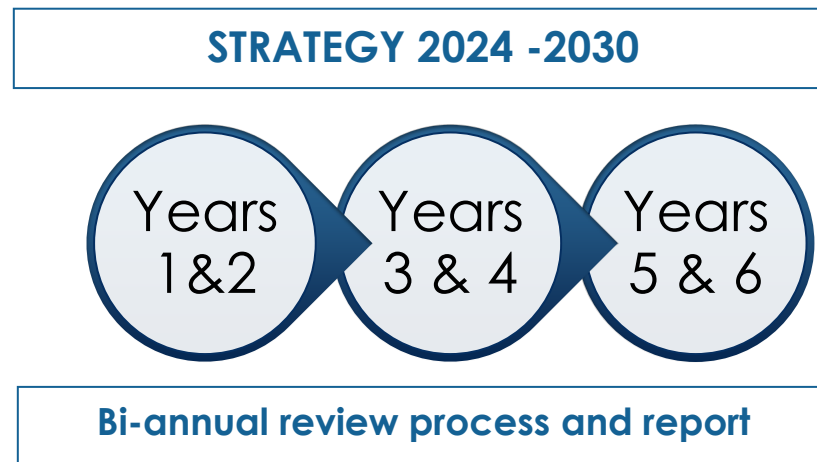 STRATEGY 2024 -2030
Years
1&2
Years
3 & 4
Years
5 & 6
Bi-annual review process and report